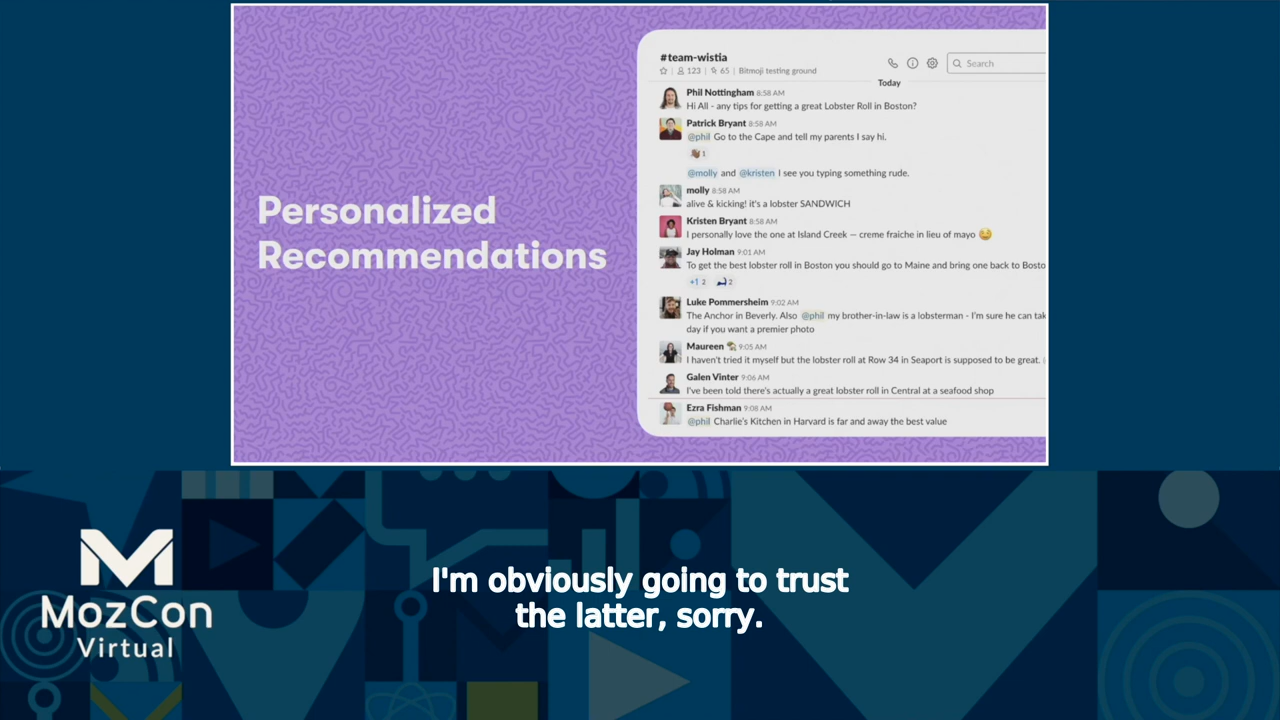 Personalized
Recommendations
#team-wistia
123 | 65 | Bitmoji testing ground
Search
Today
Phil Nottingham 8:58 AM
Hi All - any tips for getting a great Lobster Roll in Boston?
Patrick Bryant 8:58 AM
@phil Go to the Cape and tell my parents I say hi.
1
@molly and @kristen I see you typing something rude.
molly 8:58 AM
alive & kicking! it's a lobster SANDWICH
Kristen Bryant 8:58 AM
I personally love the one at Island Creek — creme fraiche in lieu of mayo
Jay Holman 9:01 AM
To get the best lobster roll in Boston you should go to Maine and bring one back to Bosto
+1 2 2
Luke Pommersheim 9:02 AM
The Anchor in Beverly. Also @phil my brother-in-law is a lobsterman - I'm sure he can tak
day if you want a premier photo
Maureen 9:05 AM
I haven't tried it myself but the lobster roll at Row 34 in Seaport is supposed to be great.
Galen Vinter 9:06 AM
I've been told there's actually a great lobster roll in Central at a seafood shop
Ezra Fishman 9:08 AM
@phil Charlie's Kitchen in Harvard is far and away the best value
MozCon
Virtual
I'm obviously going to trust
the latter, sorry.